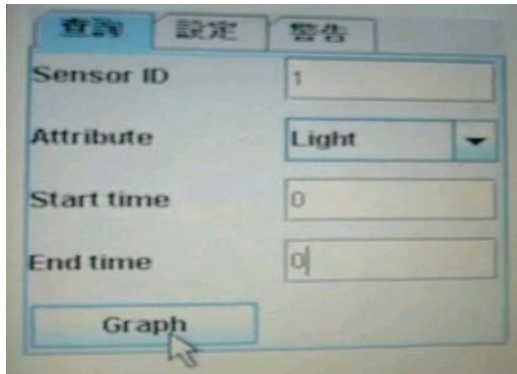 查詢 設定 警告
Sensor ID 1
Attribute Light
Start time 0
End time 0
Graph